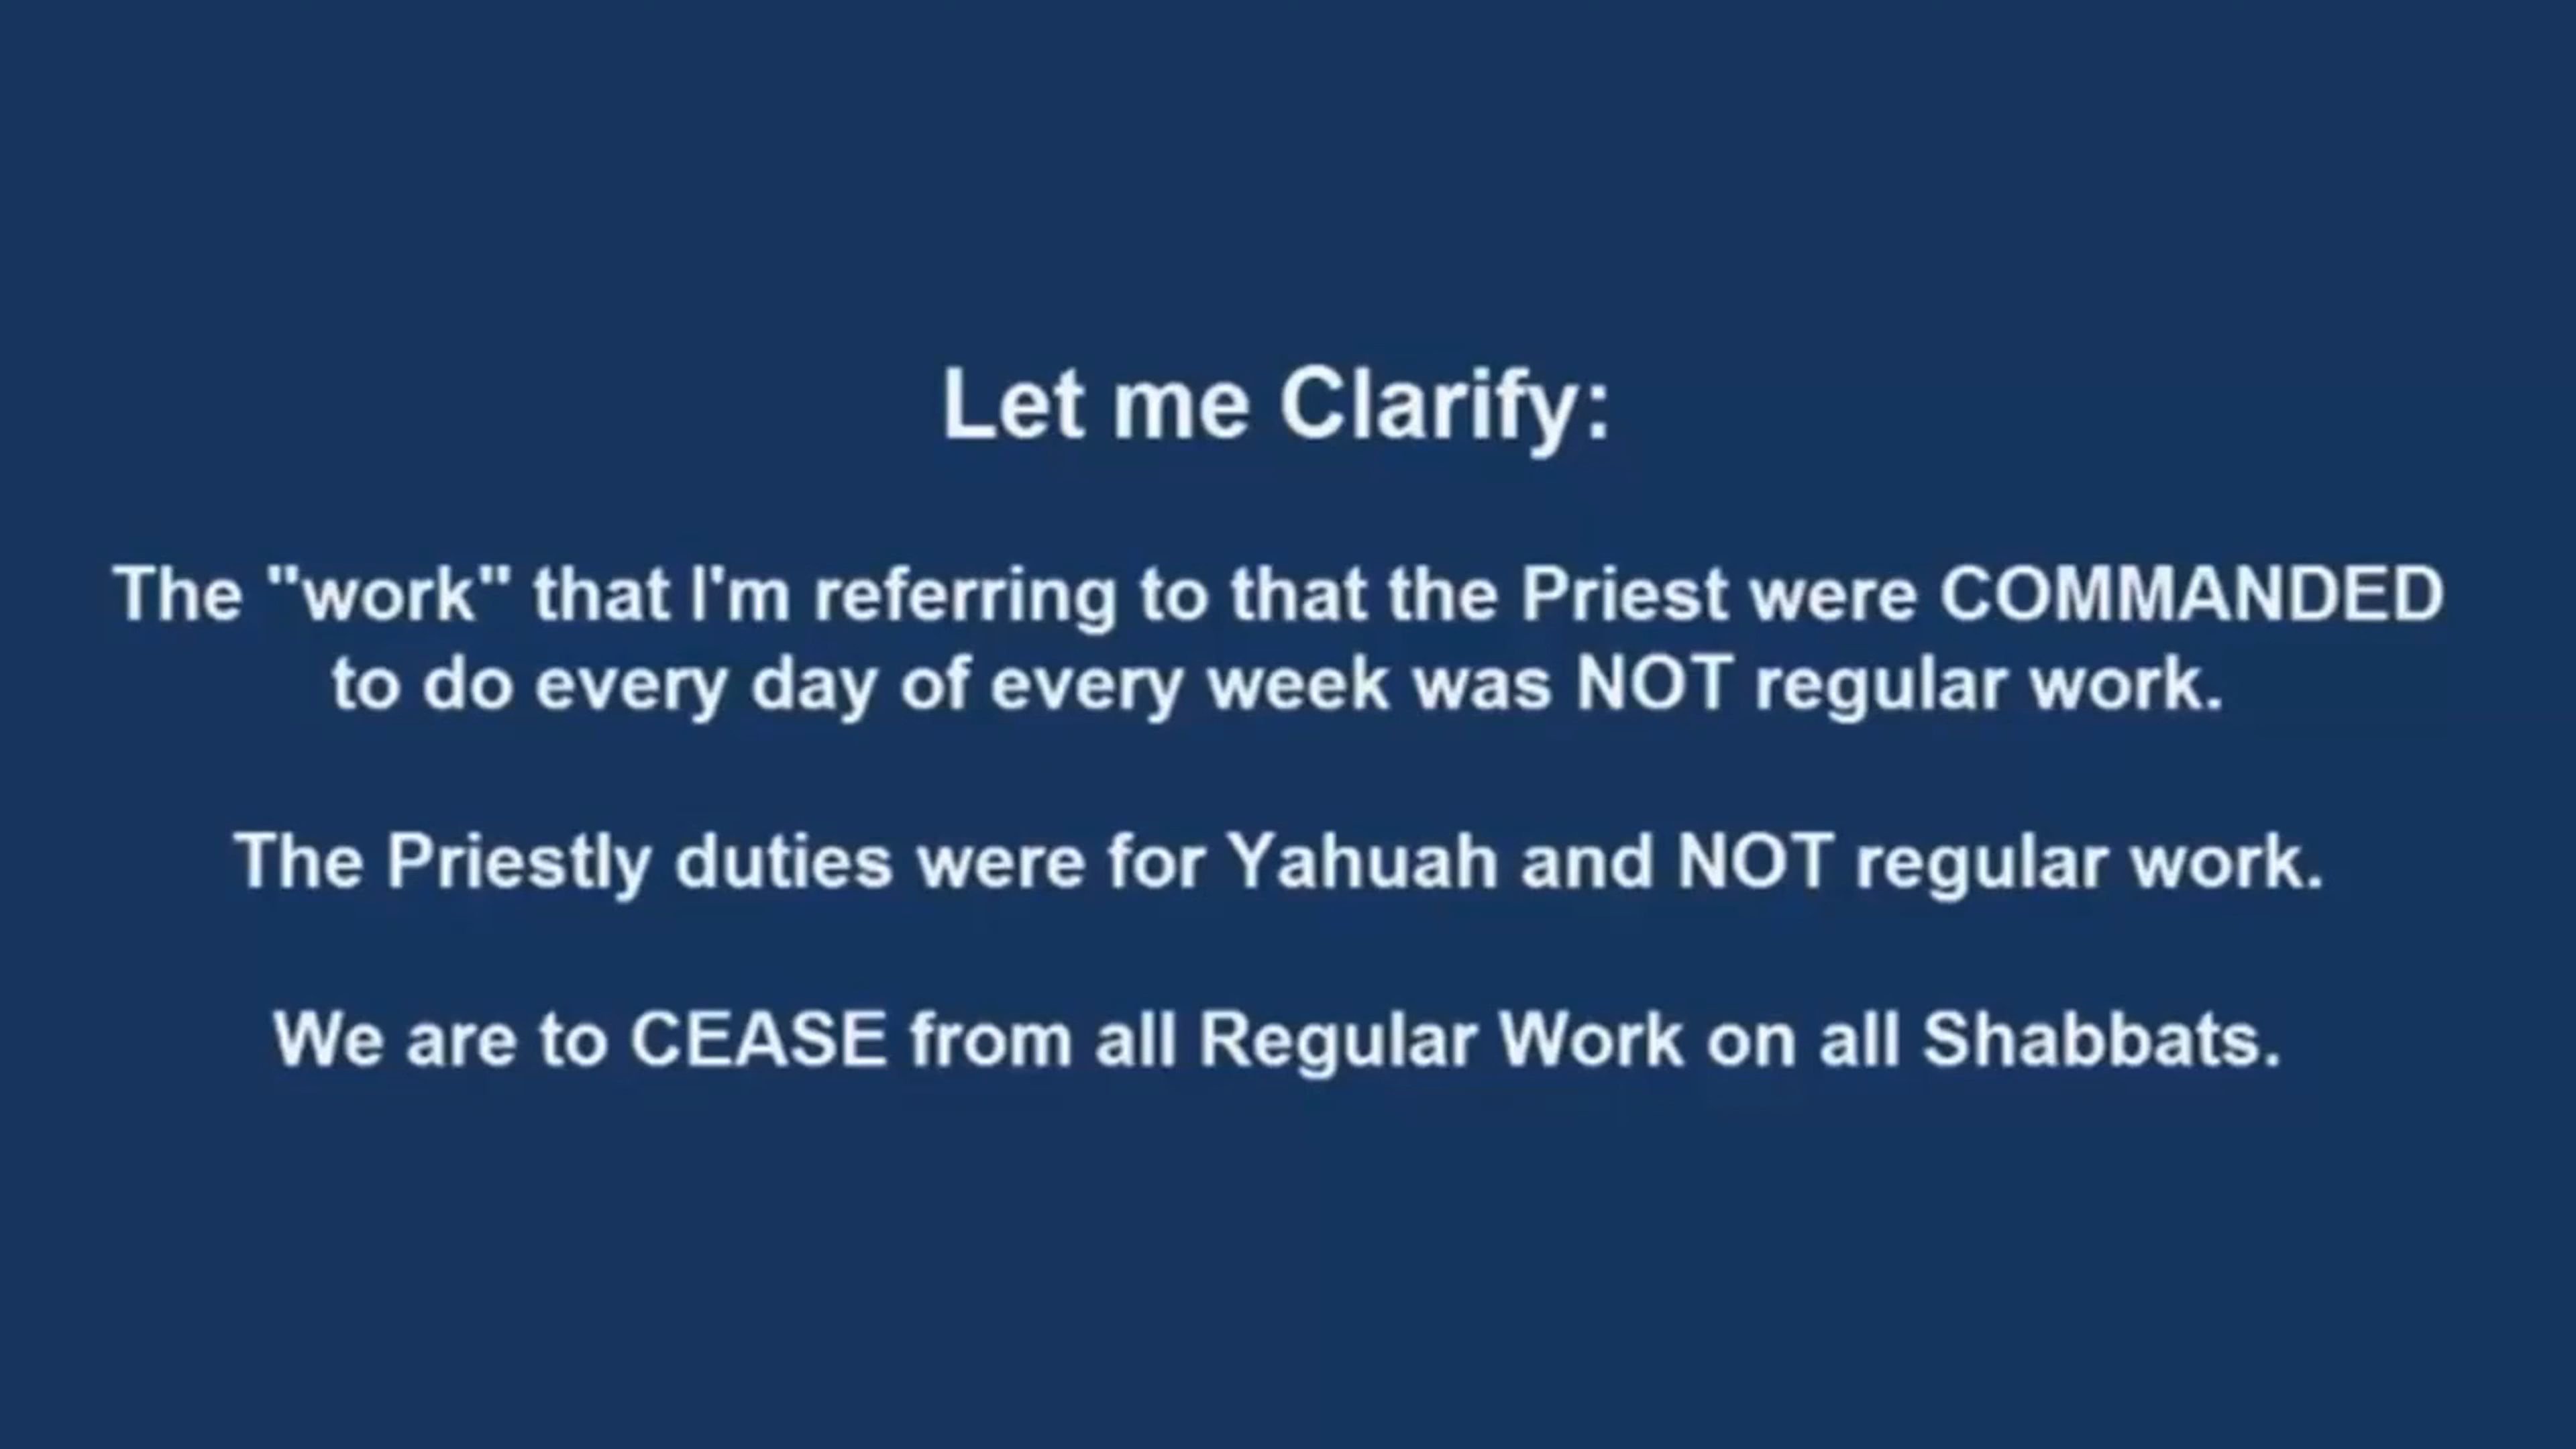 Let me Clarify:
The "work" that I'm referring to that the Priest were COMMANDED
to do every day of every week was NOT regular work.
The Priestly duties were for Yahuah and NOT regular work.
We are to CEASE from all Regular Work on all Shabbats.